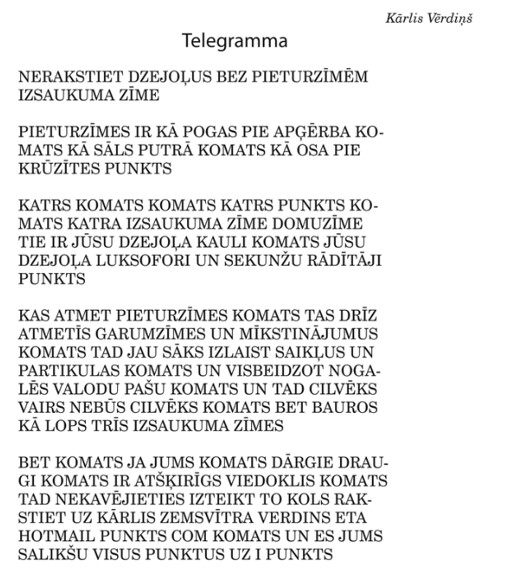 Kārlis Vērdiņš
Telegramma
NERAKSTIET DZEJOĻUS BEZ PIETURZĪMĒM
IZSAUKUMA ZĪME
PIETURZĪMES IR KĀ POGAS PIE APĢĒRBA KO-
MATS KĀ SĀLS PUTRĀ KOMATS KĀ OSA PIE
KRŪZĪTES PUNKTS
KATRS KOMATS KOMATS KATRS PUNKTS KO-
MATS KATRA IZSAUKUMA ZĪME DOMUZĪME
TIE IR JŪSU DZEJOĻA KAULI KOMATS JŪSU
DZEJOĻA LUKSOFORI UN SEKUNŽU RĀDĪTĀJI
PUNKTS
KAS ATMET PIETURZĪMES KOMATS TAS DRĪZ
ATMETĪS GARUMZĪMES UN MĪKSTINĀJUMUS
KOMATS TAD JAU SĀKS IZLAIST SAIKĻUS UN
PARTIKULAS KOMATS UN VISBEIDZOT NOGA-
LĒS VALODU PAŠU KOMATS UN TAD CILVĒKS
VAIRS NEBŪS CILVĒKS KOMATS BET BAUROS
KĀ LOPS TRĪS IZSAUKUMA ZĪMES
BET KOMATS JA JUMS KOMATS DĀRGIE DRAU-
GI KOMATS IR ATŠĶIRĪGS VIEDOKLIS KOMATS
TAD NEKAVĒJIETIES IZTEIKT TO KOLS RAK-
STIET UZ KĀRLIS ZEMSVĪTRA VERDINS ETA
HOTMAIL PUNKTS COM KOMATS UN ES JUMS
SALIKŠU VISUS PUNKTUS UZ I PUNKTS